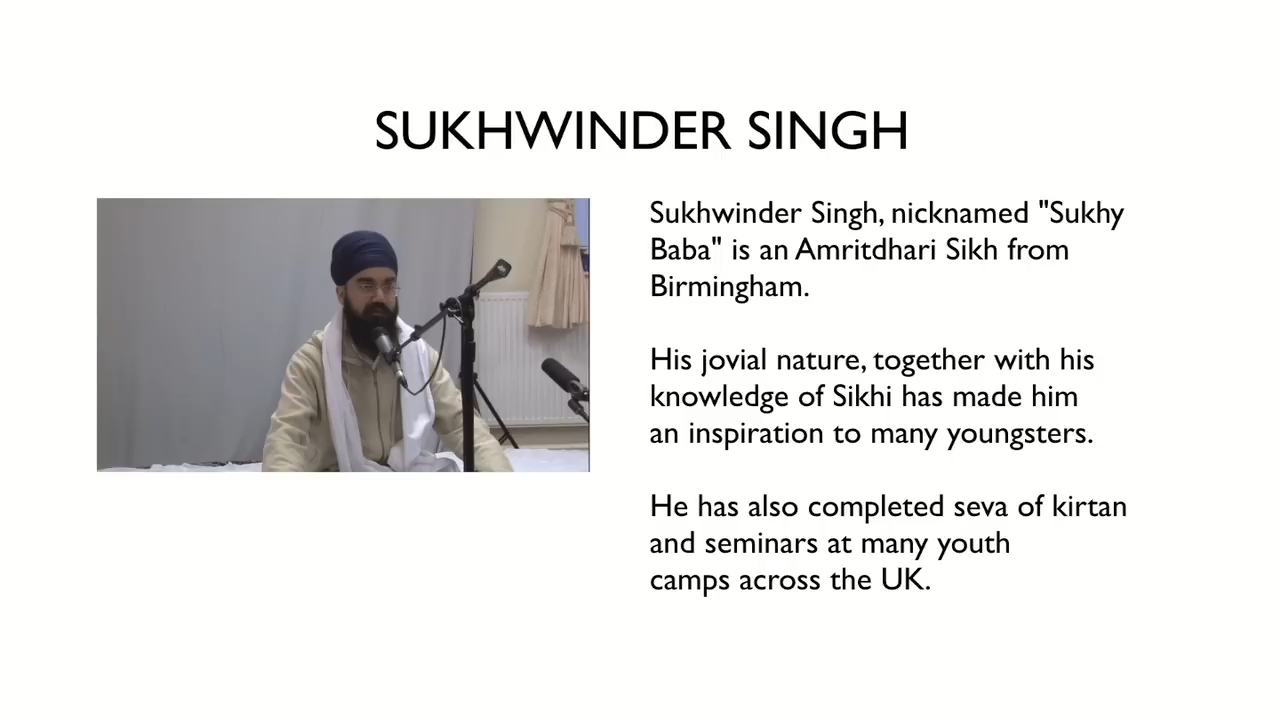 SUKHWINDER SINGH
Sukhwinder Singh, nicknamed "Sukhy
Baba" is an Amritdhari Sikh from
Birmingham.
His jovial nature, together with his
knowledge of Sikhi has made him
an inspiration to many youngsters.
He has also completed seva of kirtan
and seminars at many youth
camps across the UK.